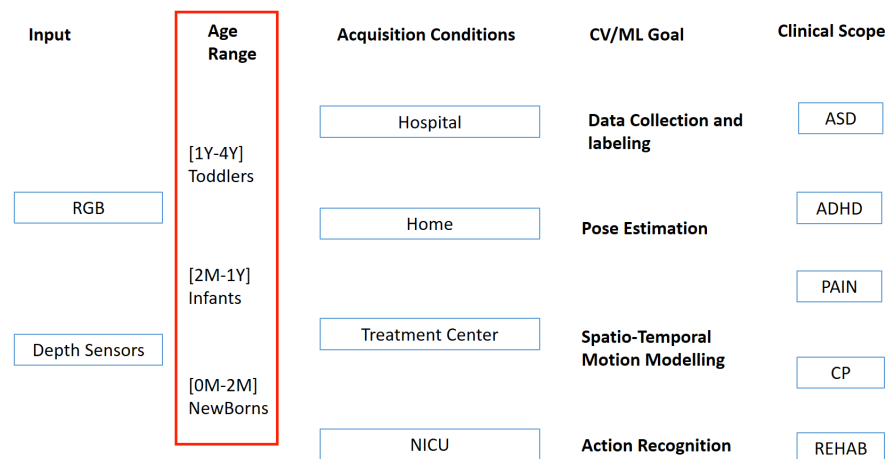 Input
Age
Range
Acquisition Conditions
CV/ML Goal
Clinical Scope
RGB
Depth Sensors
[1Y-4Y]
Toddlers
[2M-1Y]
Infants
[0M-2M]
NewBorns
Hospital
Home
Treatment Center
NICU
Data Collection and
labeling
Pose Estimation
Spatio-Temporal
Motion Modelling
Action Recognition
ASD
ADHD
PAIN
CP
REHAB